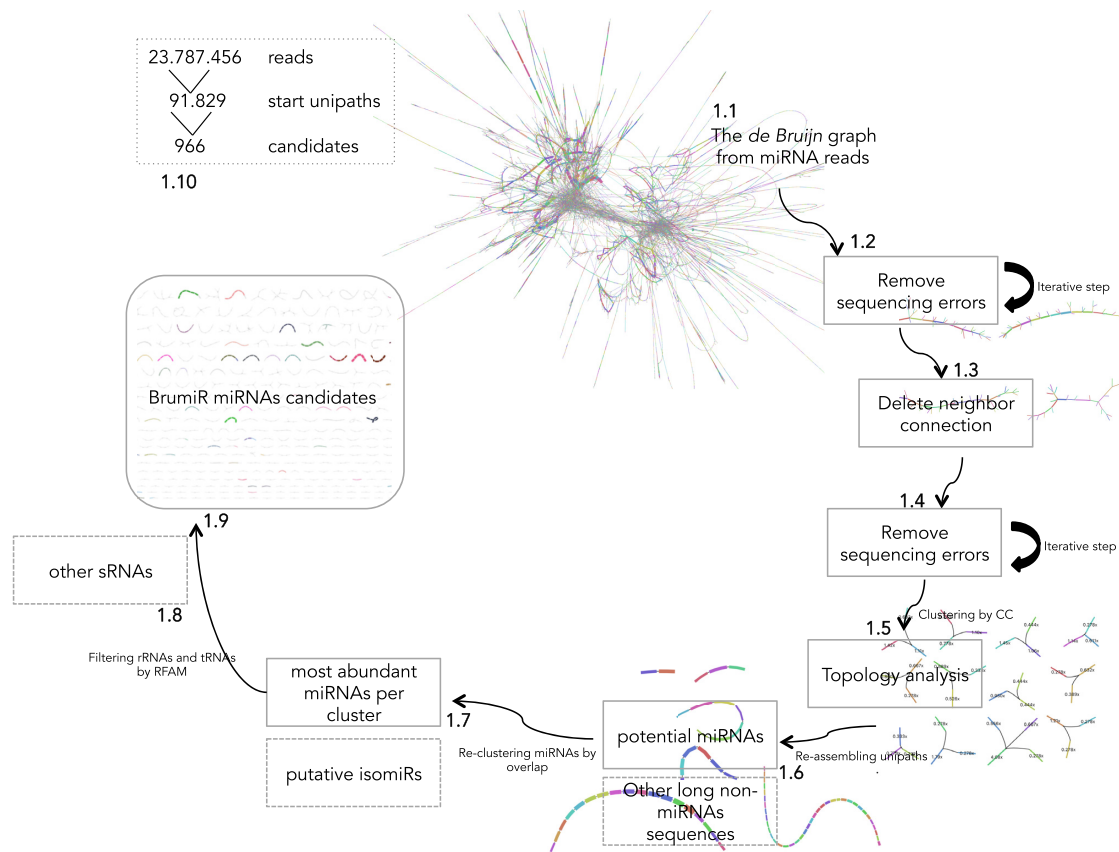 23.787.456 reads
91.829 start unipaths
966 candidates
1.10
1.1
The de Bruijn graph
from miRNA reads
1.2
Remove
sequencing errors
Iterative step
1.3
Delete neighbor
connection
1.4
Remove
sequencing errors
Iterative step
Clustering by CC
1.5
Topology analysis
Re-assembling unipaths
potential miRNAs
1.6
Other long non-
miRNAs
sequences
Re-clustering miRNAs by
overlap
1.7
most abundant
miRNAs per
cluster
putative isomiRs
Filtering rRNAs and tRNAs
by RFAM
1.8
other sRNAs
1.9
BrumiR miRNAs candidates